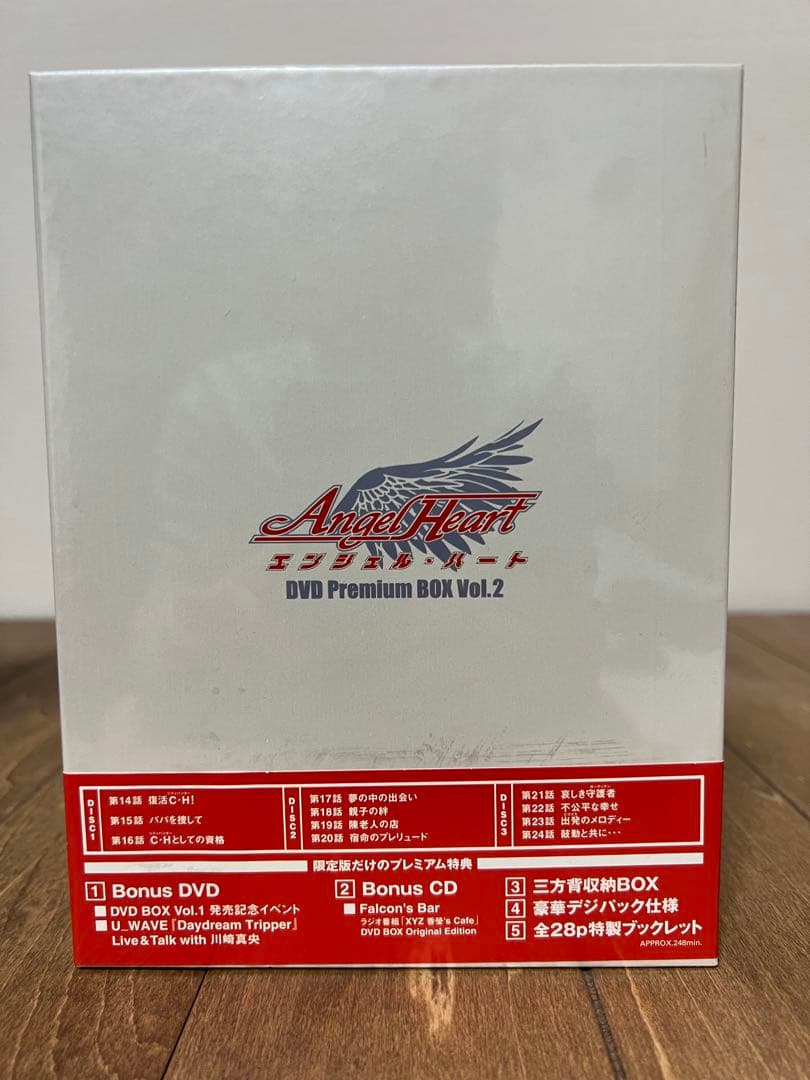 Angel Heart
エンジェル・ハート
DVD Premium BOX Vol.2
DISC1
第14話 復活C·H!
第15話 パパを捜して
第16話 C·Hとしての資格
DISC2
第17話 夢の中の出会い
第18話 親子の絆
第19話 陳老人の店
第20話 宿命のプレリュード
DISC3
第21話 哀しき守護者
第22話 不公平な幸せ
第23話 出発のメロディー
第24話 鼓動と共に・・・
限定版だけのプレミアム特典
1 Bonus DVD
■DVD BOX Vol.1 発売記念イベント
■U_WAVE『Daydream Tripper』
Live&Talk with 川崎真央
2 Bonus CD
■Falcon's Bar
ラジオ番組「XYZ 香瑩's Cafe」
DVD BOX Original Edition
3 三方背収納BOX
4 豪華デジパック仕様
5 全28p特製ブックレット
APPROX.248min.